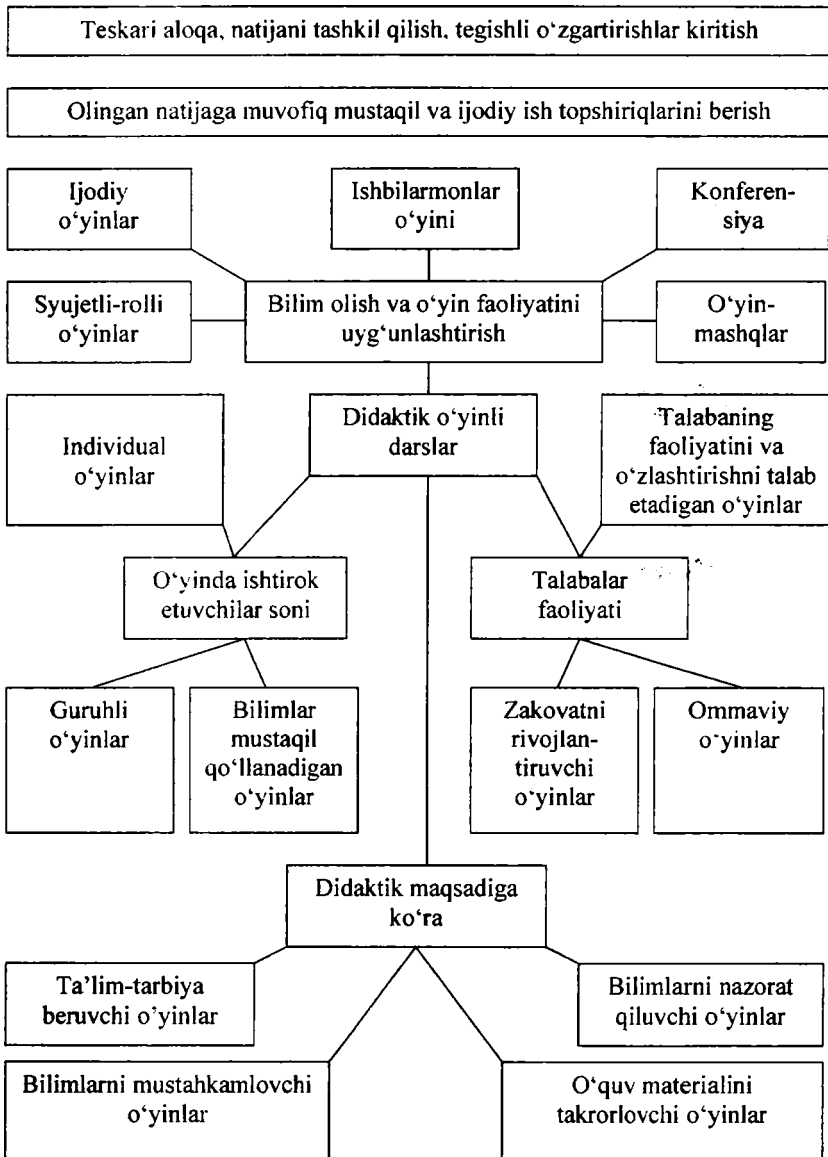 Teskari aloqa, natijani tashkil qilish, tegishli o‘zgartirishlar kiritish
Olingan natijaga muvofiq mustaqil va ijodiy ish topshiriqlarini berish
Ijodiy
o‘yinlar
Ishbilarmonlar
o‘yini
Konferen-
siya
Syujetli-rolli
o‘yinlar
Bilim olish va o‘yin faoliyatini
uyg‘unlashtirish
O‘yin-
mashqlar
Individual
o‘yinlar
Didaktik o‘yinli
darslar
Talabaning
faoliyatini va
o‘zlashtirishni talab
etadigan o‘yinlar
O‘yinda ishtirok
etuvchilar soni
Talabalar
faoliyati
Guruhli
o‘yinlar
Bilimlar
mustaqil
qo‘llanadigan
o‘yinlar
Zakovatni
rivojlan-
tiruvchi
o‘yinlar
Ommaviy
o‘yinlar
Didaktik maqsadiga
ko‘ra
Ta’lim-tarbiya
beruvchi o’yinlar
Bilimlarni nazorat
qiluvchi o‘yinlar
Bilimlarni mustahkamlovchi
o‘yinlar
O‘quv materialini
takrorlovchi o‘yinlar